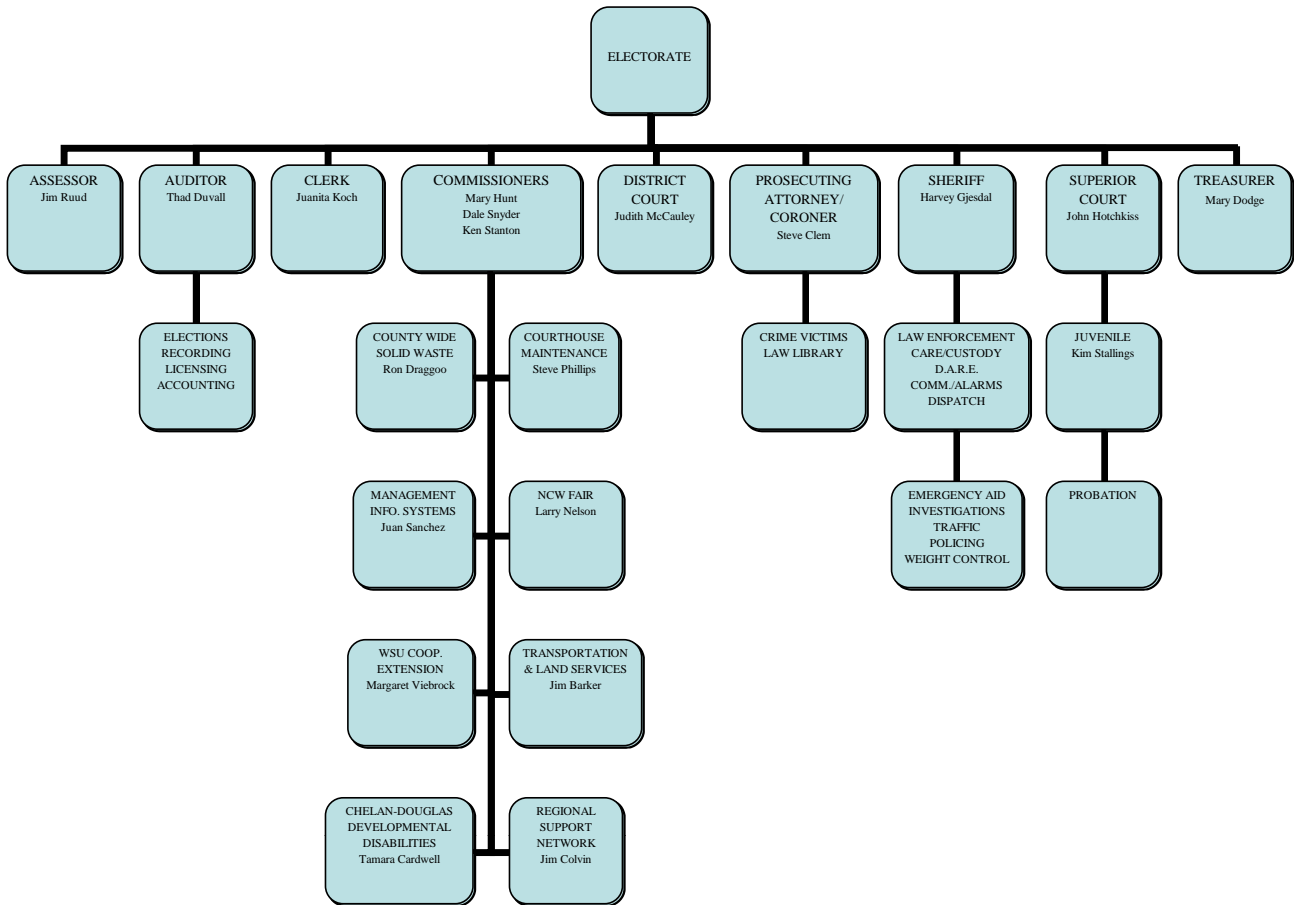 ELECTORATE
ASSESSOR
Jim Ruud
AUDITOR
Thad Duvall
CLERK
Juanita Koch
COMMISSIONERS
Mary Hunt
Dale Snyder
Ken Stanton
DISTRICT
COURT
Judith McCauley
PROSECUTING
ATTORNEY/
CORONER
Steve Clem
SHERIFF
Harvey Gjesdal
SUPERIOR
COURT
John Hotchkiss
TREASURER
Mary Dodge
ELECTIONS
RECORDING
LICENSING
ACCOUNTING
COUNTY WIDE
SOLID WASTE
Ron Draggoo
COURTHOUSE
MAINTENANCE
Steve Phillips
CRIME VICTIMS
LAW LIBRARY
LAW ENFORCEMENT
CARE/CUSTODY
D.A.R.E.
COMM./ALARMS
DISPATCH
JUVENILE
Kim Stallings
MANAGEMENT
INFO. SYSTEMS
Juan Sanchez
NCW FAIR
Larry Nelson
EMERGENCY AID
INVESTIGATIONS
TRAFFIC
POLICING
WEIGHT CONTROL
PROBATION
WSU COOP.
EXTENSION
Margaret Viebrock
TRANSPORTATION
& LAND SERVICES
Jim Barker
CHELAN-DOUGLAS
DEVELOPMENTAL
DISABILITIES
Tamara Cardwell
REGIONAL
SUPPORT
NETWORK
Jim Colvin